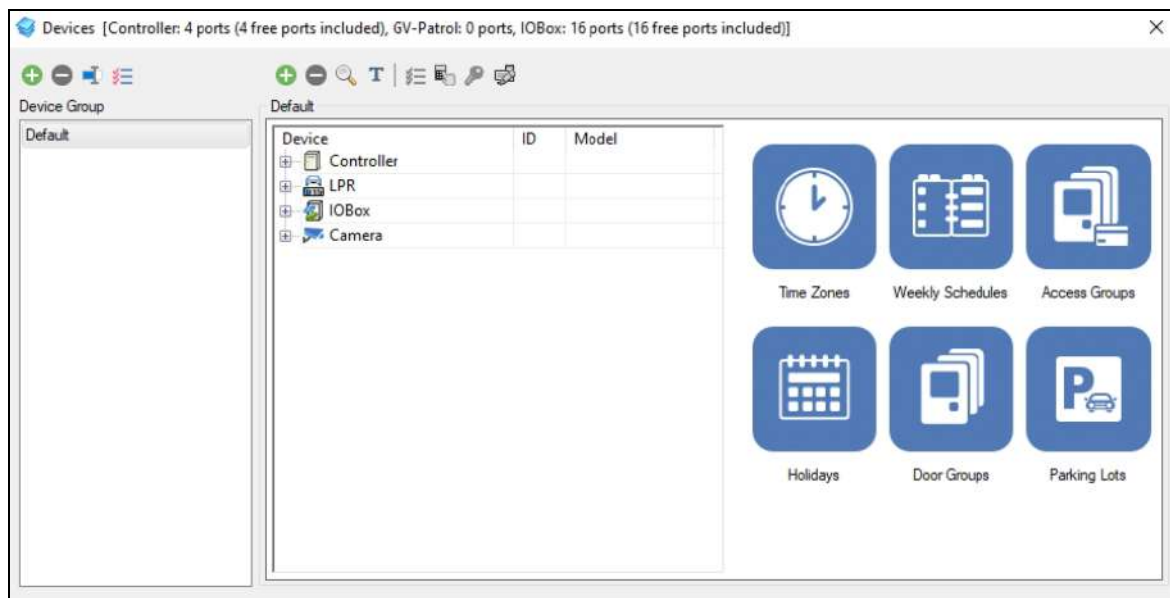 Devices [Controller: 4 ports (4 free ports included), GV-Patrol: 0 ports, IOBox: 16 ports (16 free ports included)]
T
Device Group
Default
Default
Device ID Model
Controller
LPR
IOBox
Camera
Time Zones Weekly Schedules Access Groups
P
Holidays Door Groups Parking Lots